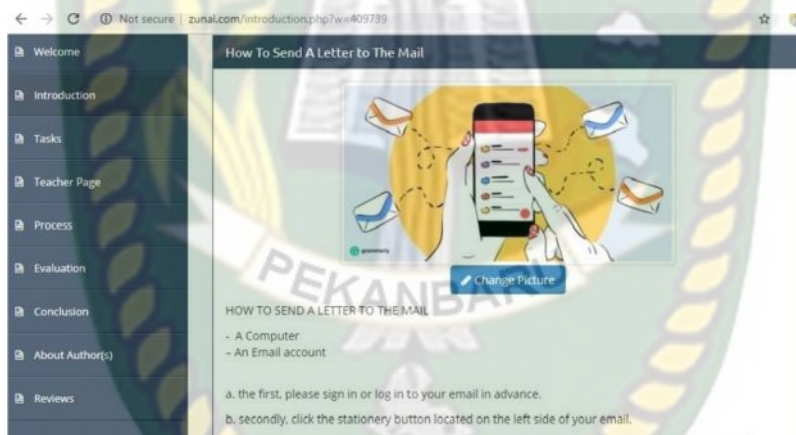 Not secure | zunal.com/introduction.php?w=409739
Welcome
How To Send A Letter to The Mail
Introduction
Tasks
Teacher Page
Process
Evaluation
Conclusion
About Author(s)
Reviews
grammarly
Change Picture
PEKANBARU
HOW TO SEND A LETTER TO THE MAIL
- A Computer
- An Email account
a. the first, please sign in or log in to your email in advance.
b. secondly, click the stationery button located on the left side of your email.